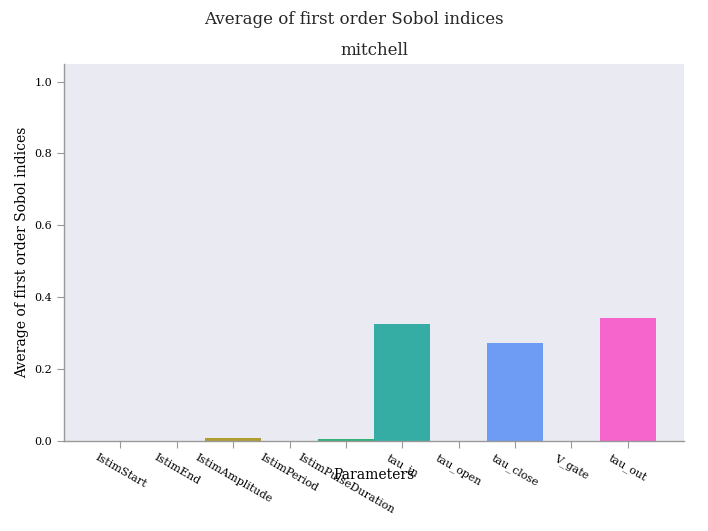 Average of first order Sobol indices
mitchell
Average of first order Sobol indices
1.0
0.8
0.6
0.4
0.2
0.0
IstimStart
IstimEnd
IstimAmplitude
IstimPeriod
IstimPulseDuration
tau_in
tau_open
tau_close
V_gate
tau_out
Parameters